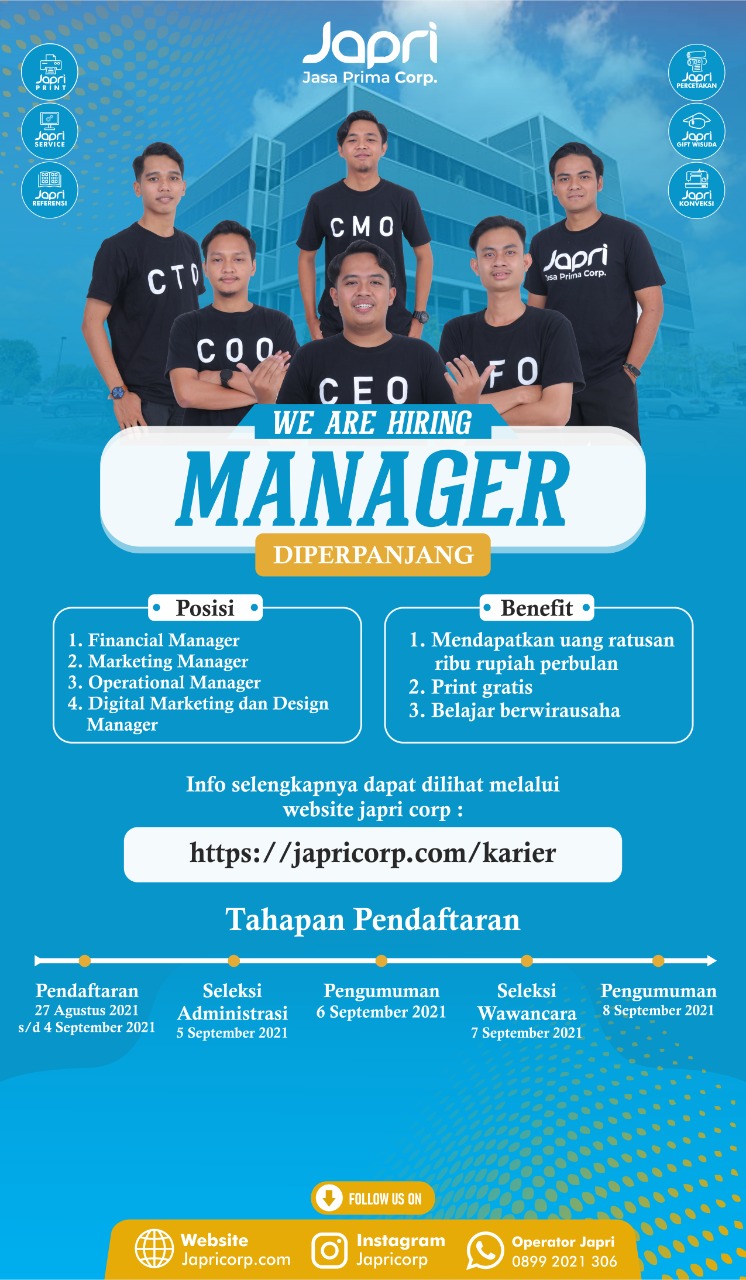 Japri
Jasa Prima Corp.
Japri
PRINT
Japri
SERVICE
Japri
REFERENSI
Japri
PERCETAKAN
Japri
GIFT WISUDA
Japri
KONVEKSI
CTO
COO
CMO
CEO
FO
Japri
Jasa Prima Corp.
WE ARE HIRING
MANAGER
DIPERPANJANG
Posisi
1. Financial Manager
2. Marketing Manager
3. Operational Manager
4. Digital Marketing dan Design
Manager
Benefit
1. Mendapatkan uang ratusan
ribu rupiah perbulan
2. Print gratis
3. Belajar berwirausaha
Info selengkapnya dapat dilihat melalui
website japri corp :
https://japricorp.com/karier
Tahapan Pendaftaran
Pendaftaran
27 Agustus 2021
s/d 4 September 2021
Seleksi
Administrasi
5 September 2021
Pengumuman
6 September 2021
Seleksi
Wawancara
7 September 2021
Pengumuman
8 September 2021
FOLLOW US ON
Website
Japricorp.com
Instagram
Japricorp
Operator Japri
0899 2021 306